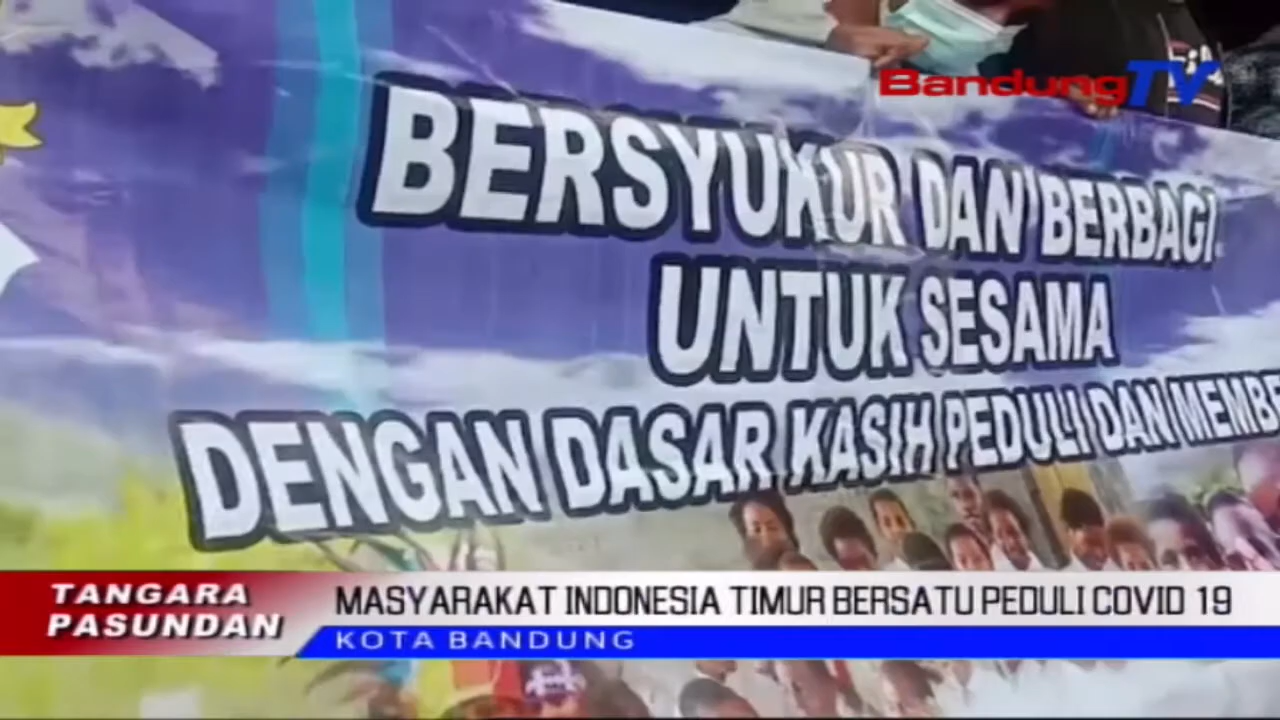 BandungTV
BERSYUKUR DAN BERBAGI
UNTUK SESAMA
DENGAN DASAR KASIH PEDULI DAN
TANGARA
PASUNDAN
MASYARAKAT INDONESIA TIMUR BERSATU PEDULI COVID 19
KOTA BANDUNG